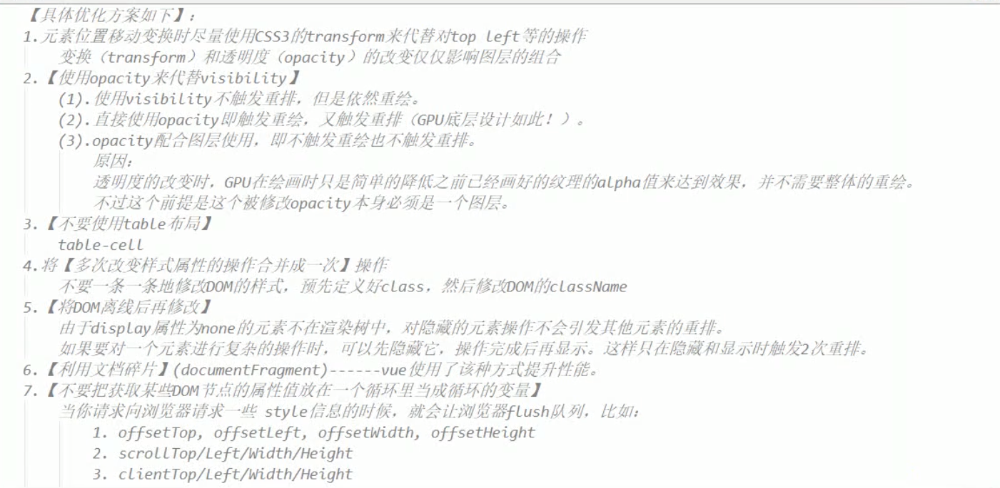 【具体优化方案如下】：
1.元素位置移动变换时尽量使用CSS3的transform来代替对top left等的操作
变换（transform）和透明度（opacity）的改变仅仅影响图层的组合
2.【使用opacity来代替visibility】
(1).使用visibility不触发重排，但是依然重绘。
(2).直接使用opacity即触发重绘，又触发重排（GPU底层设计如此！）。
(3).opacity配合图层使用，即不触发重绘也不触发重排。
原因：
透明度的改变时，GPU在绘画时只是简单的降低之前已经画好的纹理的alpha值来达到效果，并不需要整体的重绘。
不过这个前提是这个被修改opacity本身必须是一个图层。
3.【不要使用table布局】
table-cell
4.将【多次改变样式属性的操作合并成一次】操作
不要一条一条地修改DOM的样式，预先定义好class，然后修改DOM的className
5.【将DOM离线后再修改】
由于display属性为none的元素不在渲染树中，对隐藏的元素操作不会引发其他元素的重排。
如果要对一个元素进行复杂的操作时，可以先隐藏它，操作完成后再显示。这样只在隐藏和显示时触发2次重排。
6.【利用文档碎片】(documentFragment)------vue使用了该种方式提升性能。
7.【不要把获取某些DOM节点的属性值放在一个循环里当成循环的变量】
当你请求向浏览器请求一些 style信息的时候，就会让浏览器flush队列，比如：
1. offsetTop, offsetLeft, offsetWidth, offsetHeight
2. scrollTop/Left/Width/Height
3. clientTop/Left/Width/Height